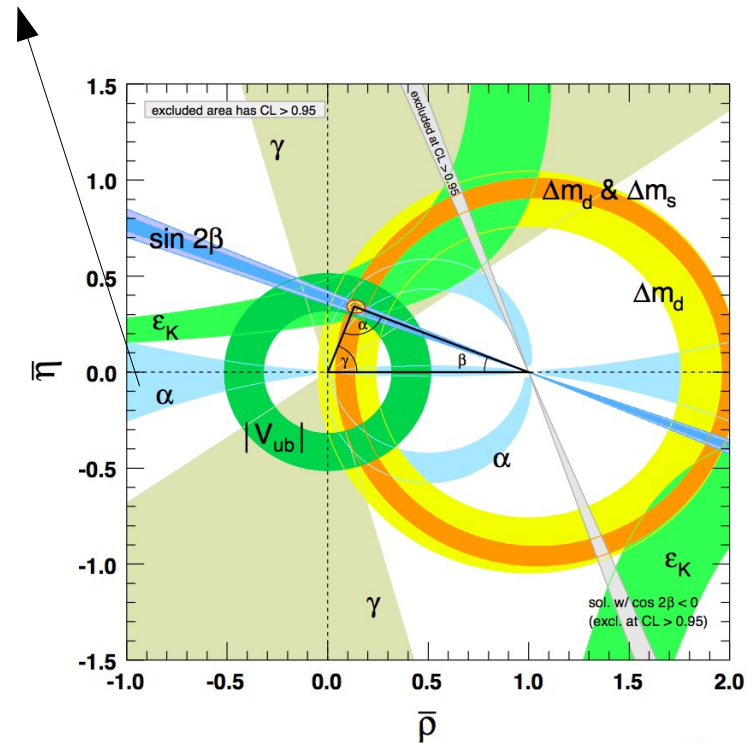 1.5
excluded area has CL > 0.95
excluded at CL > 0.95
γ
1.0
Δm_d & Δm_s
sin 2β
0.5
Δm_d
ε_K
α
γ
β
0.0
α
|V_ub|
α
-0.5
-1.0
ε_K
γ
sol. w/ cos 2β < 0
(excl. at CL > 0.95)
-1.5
-1.0 -0.5 0.0 0.5 1.0 1.5 2.0
ρ̅
η̅